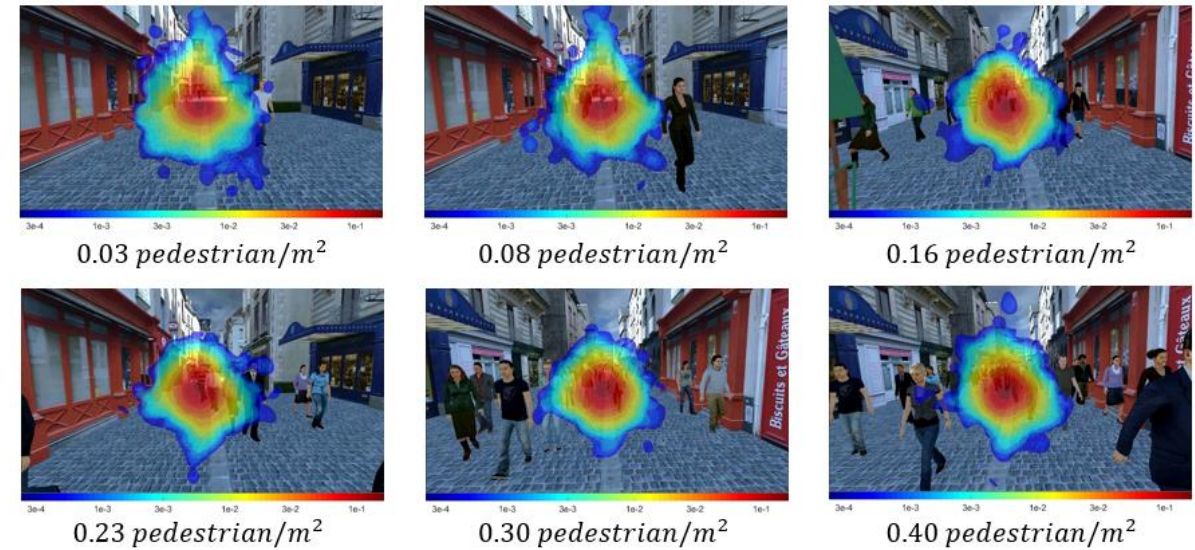 Biscuits et Gâteaux
3e-4 1e-3 3e-3 1e-2 3e-2 1e-1
3e-4 1e-3 3e-3 1e-2 3e-2 1e-1
3e-4 1e-3 3e-3 1e-2 3e-2 1e-1
0.03 pedestrian/m²
0.08 pedestrian/m²
0.16 pedestrian/m²
Biscuits et Gâteaux
Biscuits et Gâteaux
3e-4 1e-3 3e-3 1e-2 3e-2 1e-1
3e-4 1e-3 3e-3 1e-2 3e-2 1e-1
3e-4 1e-3 3e-3 1e-2 3e-2 1e-1
0.23 pedestrian/m²
0.30 pedestrian/m²
0.40 pedestrian/m²